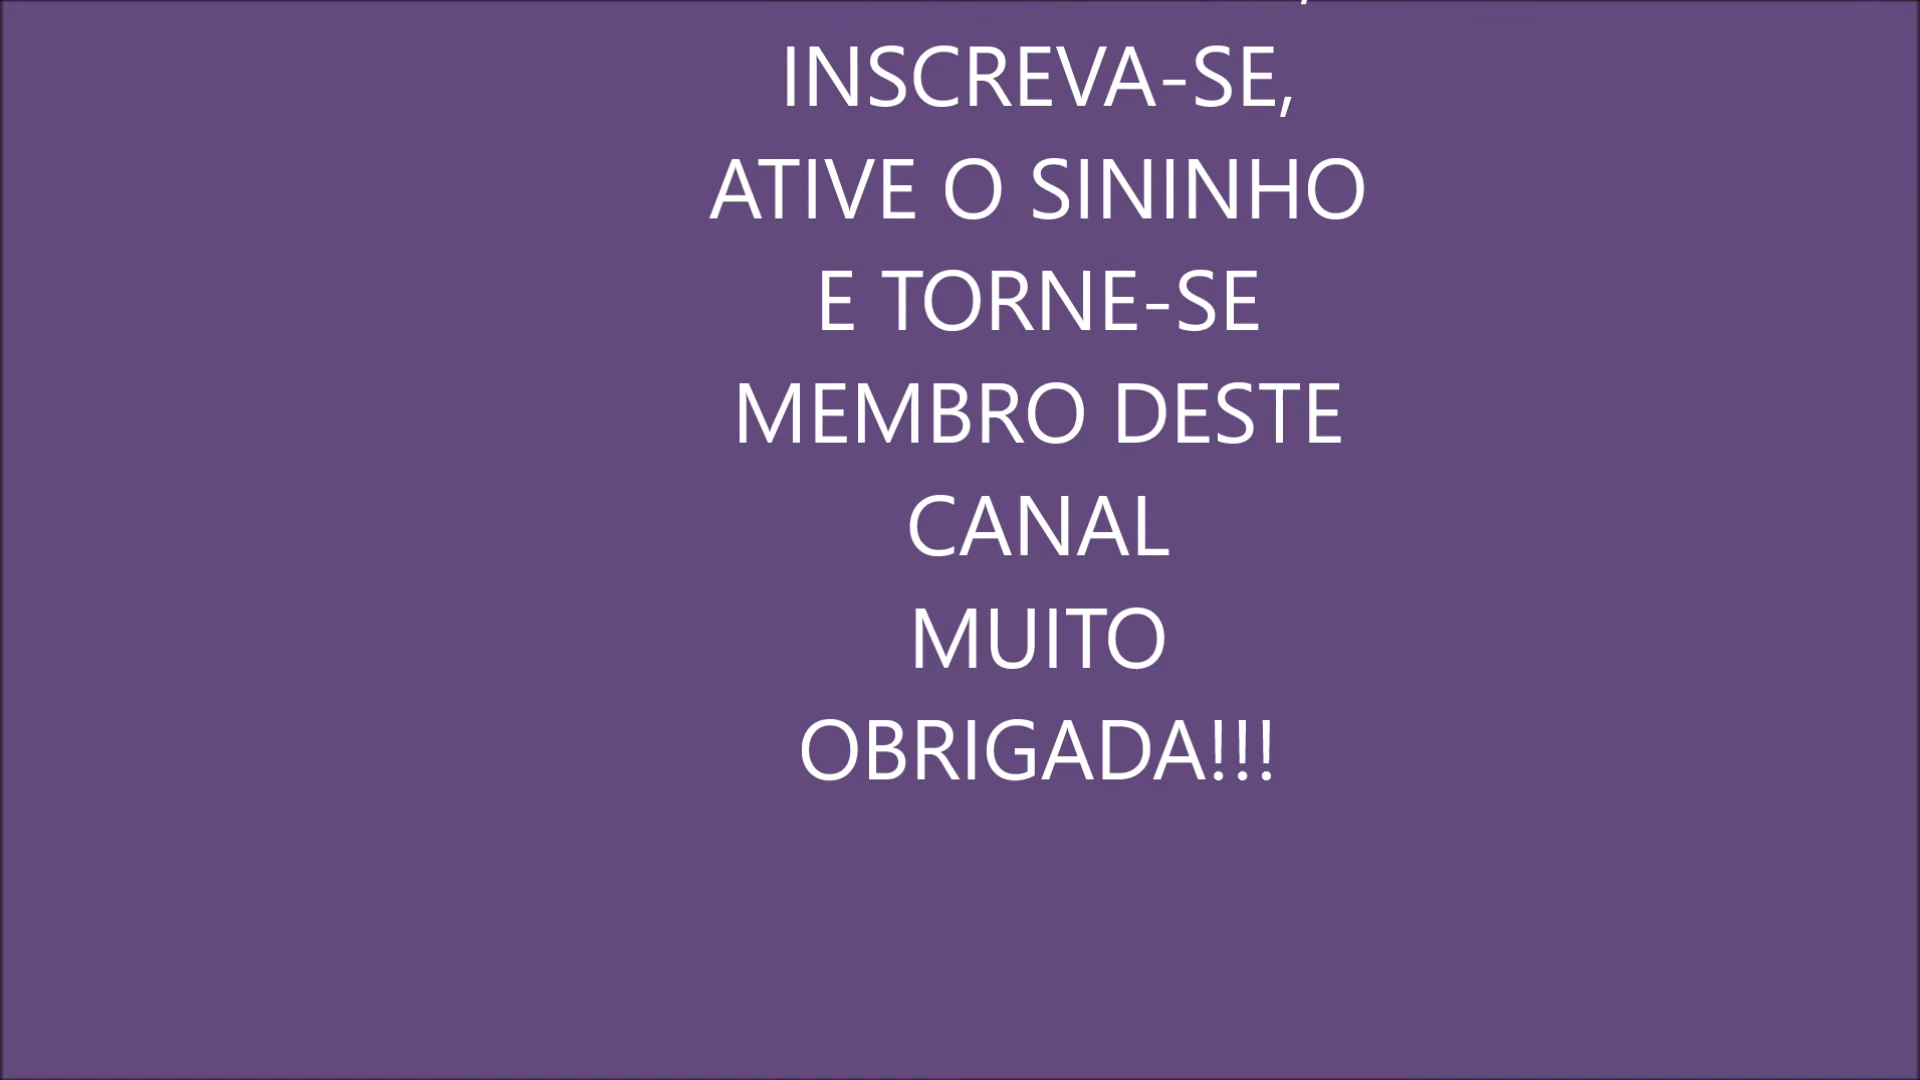 INSCREVA-SE,
ATIVE O SININHO
E TORNE-SE
MEMBRO DESTE
CANAL
MUITO
OBRIGADA!!!